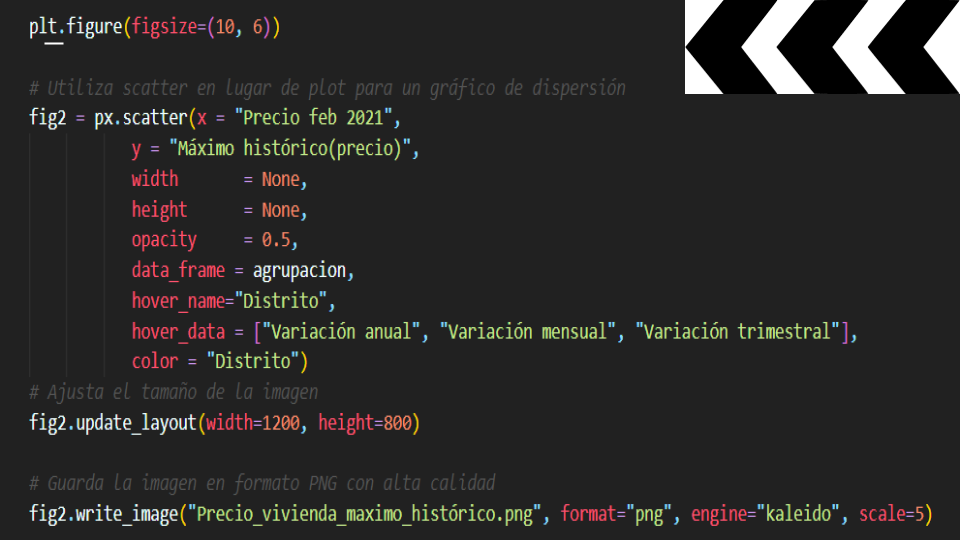 plt.figure(figsize=(10, 6))
# Utiliza scatter en lugar de plot para un gráfico de dispersión
fig2 = px.scatter(x = "Precio feb 2021",
y = "Máximo histórico(precio)",
width = None,
height = None,
opacity = 0.5,
data_frame = agrupacion,
hover_name="Distrito",
hover_data = ["Variación anual", "Variación mensual", "Variación trimestral"],
color = "Distrito")
# Ajusta el tamaño de la imagen
fig2.update_layout(width=1200, height=800)
# Guarda la imagen en formato PNG con alta calidad
fig2.write_image("Precio_vivienda_maximo_histórico.png", format="png", engine="kaleido", scale=5)